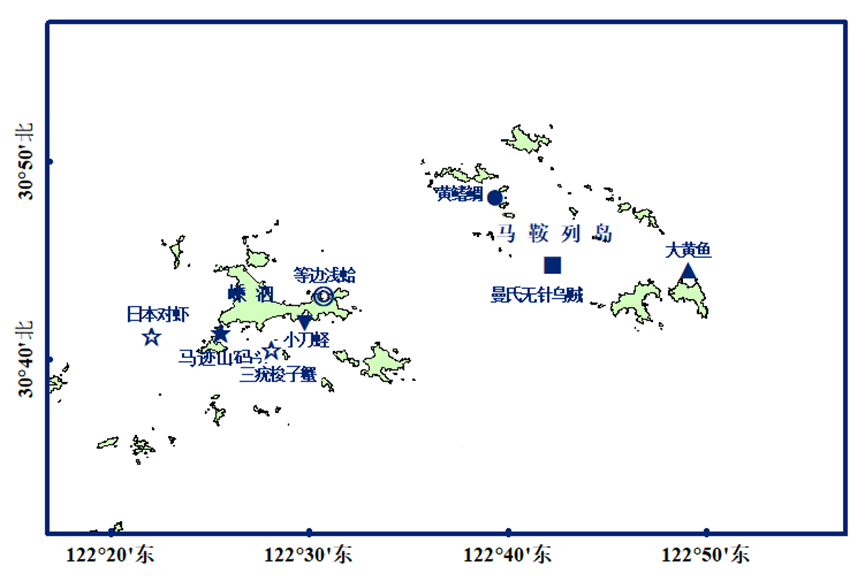 30°50'北
黄鳍鲷
马鞍列岛
大黄鱼
等边浅蛤
嵊泗
曼氏无针乌贼
日本对虾
小刀蛏
马迹山码
三疣梭子蟹
30°40'北
122°20'东
122°30'东
122°40'东
122°50'东